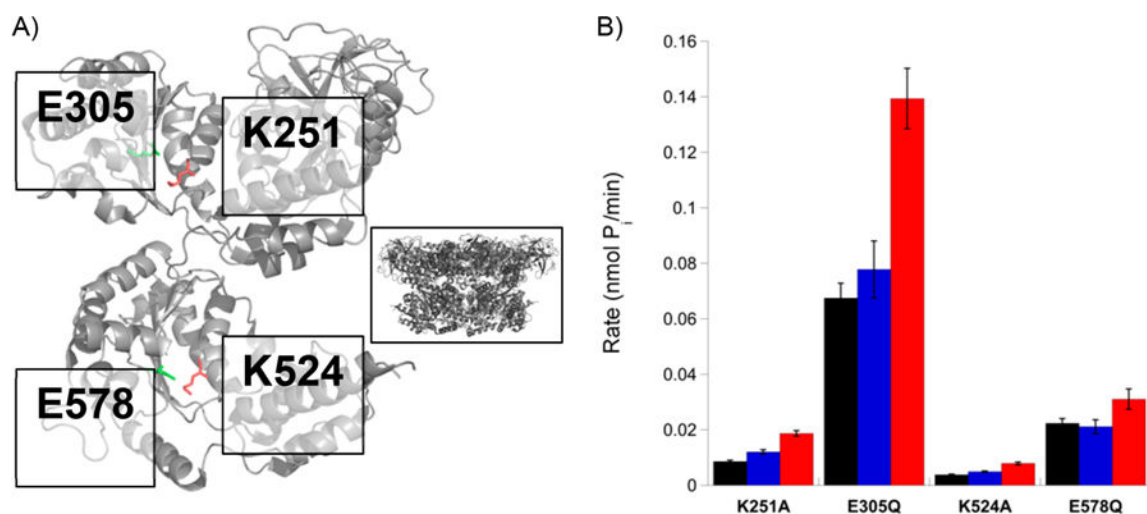 A)
E305
K251
E578
K524
B)
Rate (nmol Pi/min)
0.16
0.14
0.12
0.1
0.08
0.06
0.04
0.02
0
K251A E305Q K524A E578Q